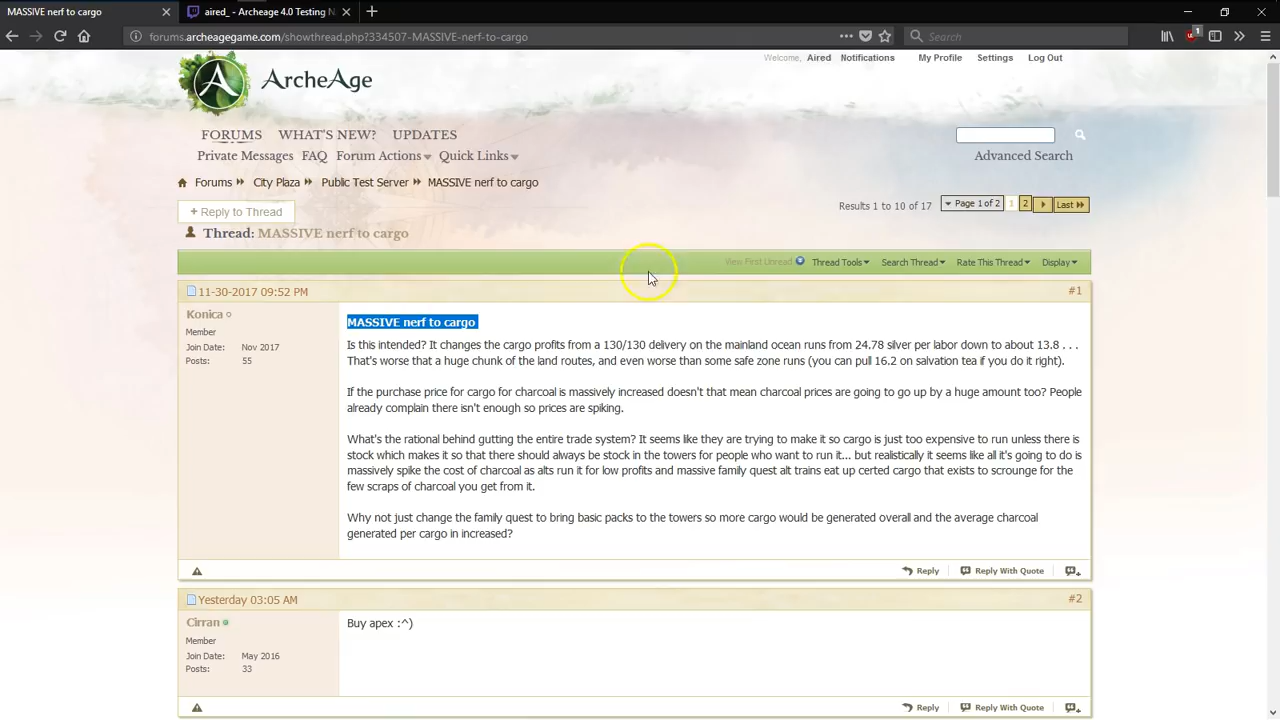 MASSIVE nerf to cargo
aired_ - Archeage 4.0 Testing N
forums.archeagegame.com/showthread.php?334507-MASSIVE-nerf-to-cargo
Search
1
Welcome, Aired Notifications My Profile Settings Log Out
A ArcheAge
FORUMS WHAT'S NEW? UPDATES
Private Messages FAQ Forum Actions Quick Links
Advanced Search
Forums City Plaza Public Test Server MASSIVE nerf to cargo
+ Reply to Thread
Results 1 to 10 of 17 Page 1 of 2 1 2 Last
Thread: MASSIVE nerf to cargo
View First Unread Thread Tools Search Thread Rate This Thread Display
11-30-2017 09:52 PM #1
Konica
Member
Join Date: Nov 2017
Posts: 55
MASSIVE nerf to cargo
Is this intended? It changes the cargo profits from a 130/130 delivery on the mainland ocean runs from 24.78 silver per labor down to about 13.8 . . .
That's worse that a huge chunk of the land routes, and even worse than some safe zone runs (you can pull 16.2 on salvation tea if you do it right).
If the purchase price for cargo for charcoal is massively increased doesn't that mean charcoal prices are going to go up by a huge amount too? People
already complain there isn't enough so prices are spiking.
What's the rational behind gutting the entire trade system? It seems like they are trying to make it so cargo is just too expensive to run unless there is
stock which makes it so that there should always be stock in the towers for people who want to run it... but realistically it seems like all it's going to do is
massively spike the cost of charcoal as alts run it for low profits and massive family quest alt trains eat up certed cargo that exists to scrounge for the
few scraps of charcoal you get from it.
Why not just change the family quest to bring basic packs to the towers so more cargo would be generated overall and the average charcoal
generated per cargo in increased?
Reply Reply With Quote
Yesterday 03:05 AM #2
Cirran
Member
Join Date: May 2016
Posts: 33
Buy apex :^)
Reply Reply With Quote